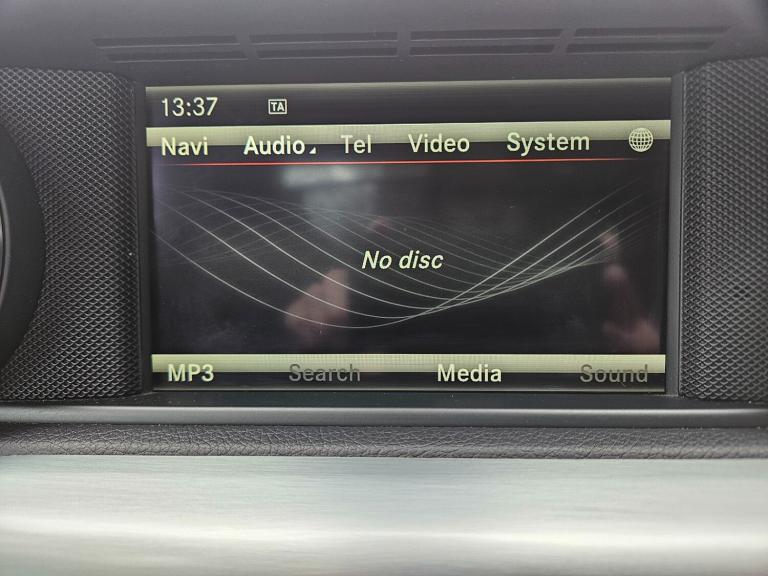 13:37 TA
Navi Audio Tel Video System
No disc
MP3 Search Media Sound